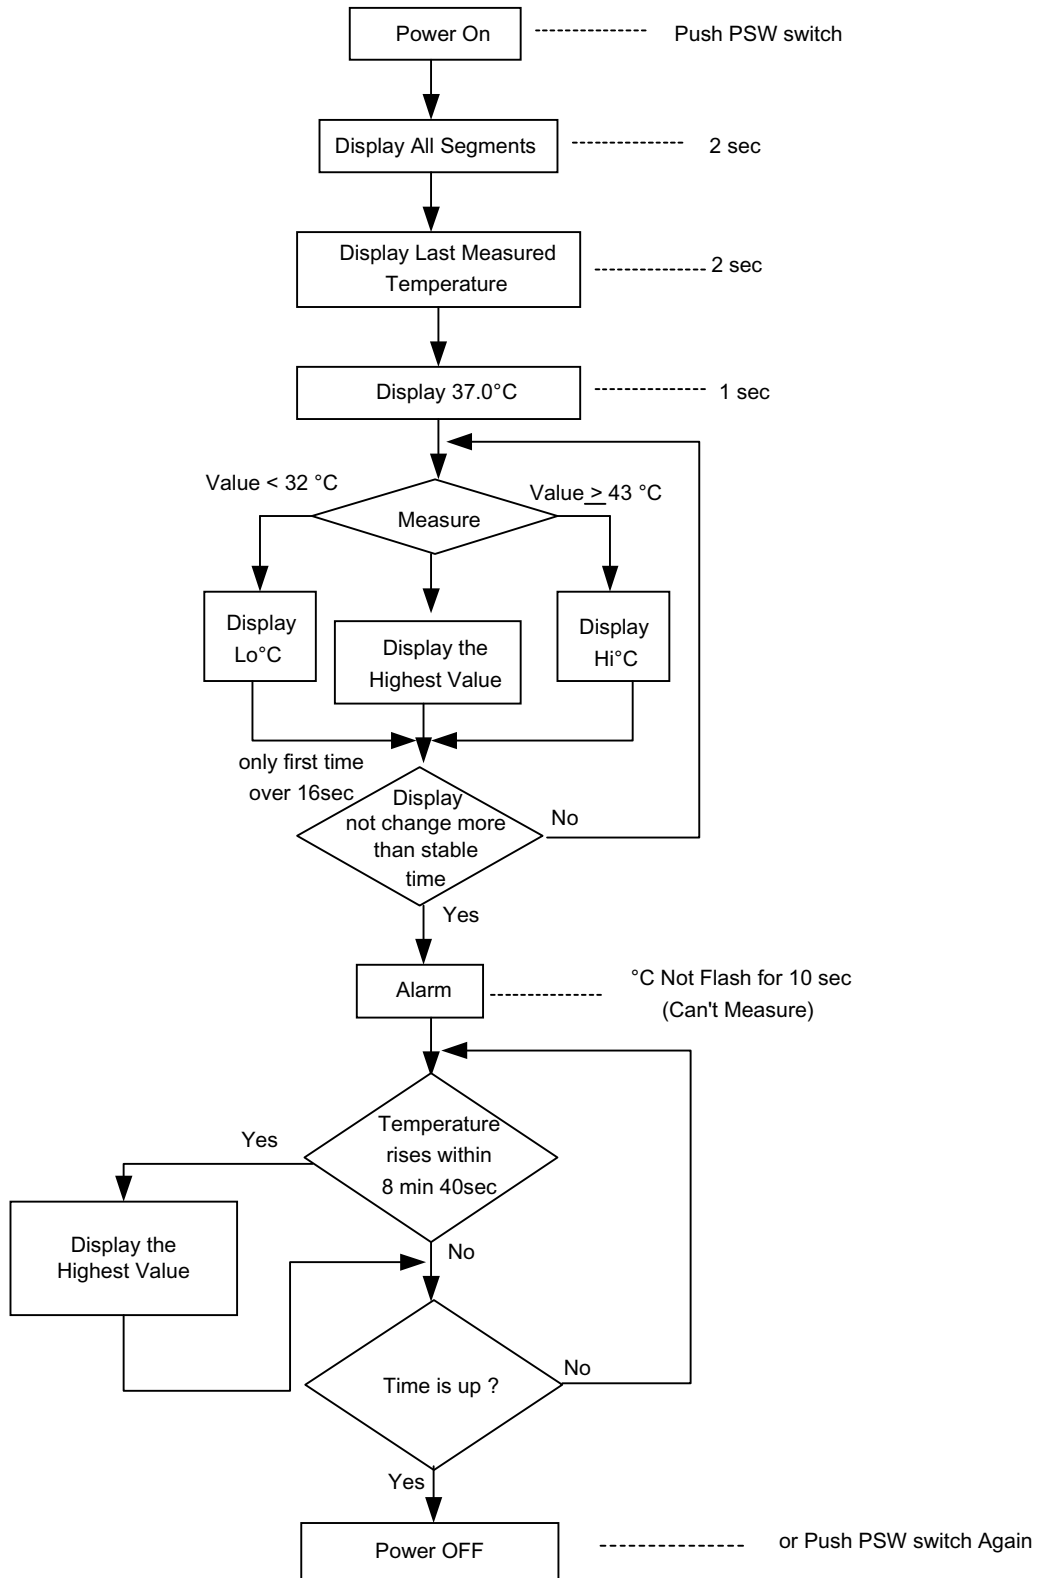 Power On
Push PSW switch
Display All Segments
2 sec
Display Last Measured
Temperature
2 sec
Display 37.0°C
1 sec
Value < 32 °C
Value > 43 °C
Measure
Display
Lo°C
Display the
Highest Value
Display
Hi°C
only first time
over 16sec
Display
not change more
than stable
time
No
Yes
Alarm
°C Not Flash for 10 sec
(Can't Measure)
Temperature
rises within
8 min 40sec
Yes
Display the
Highest Value
No
Time is up ?
No
Yes
Power OFF
or Push PSW switch Again